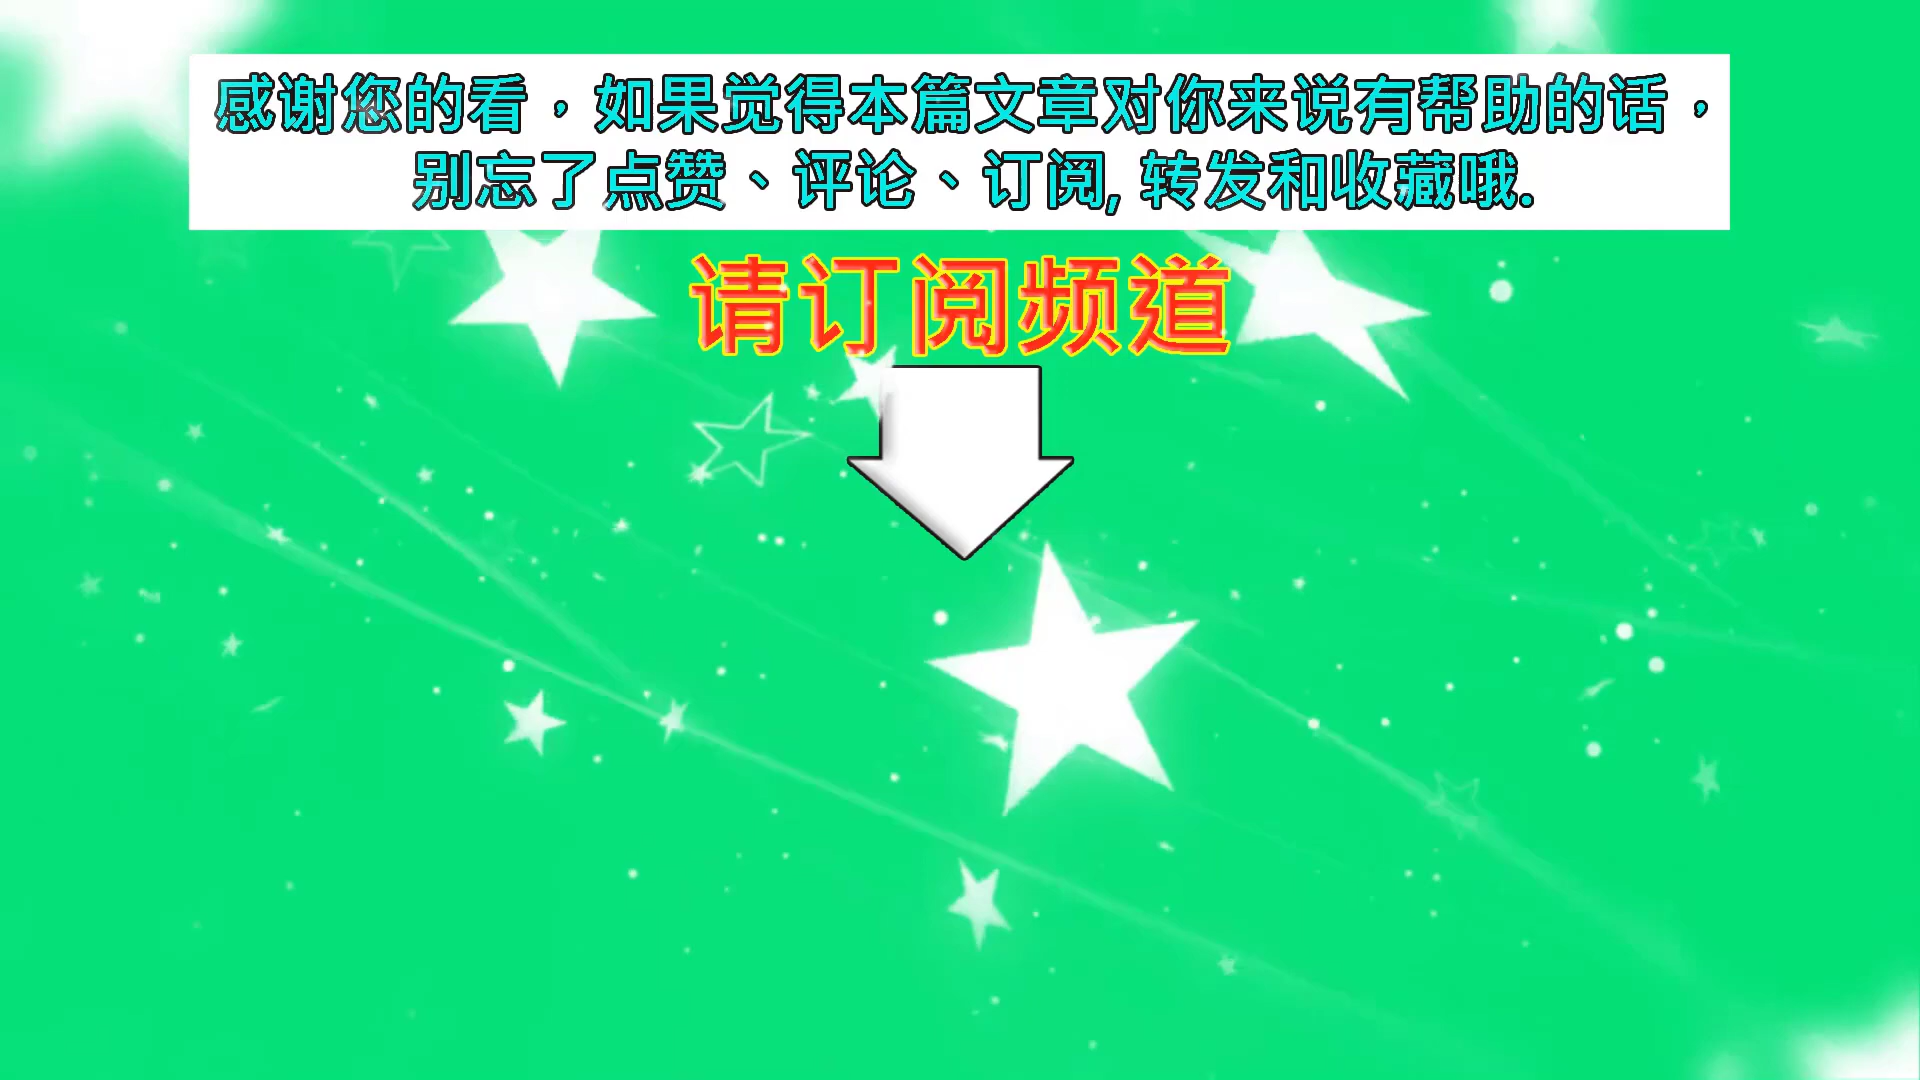 感谢您的看，如果觉得本篇文章对你来说有帮助的话，
别忘了点赞、评论、订阅, 转发和收藏哦.
请订阅频道